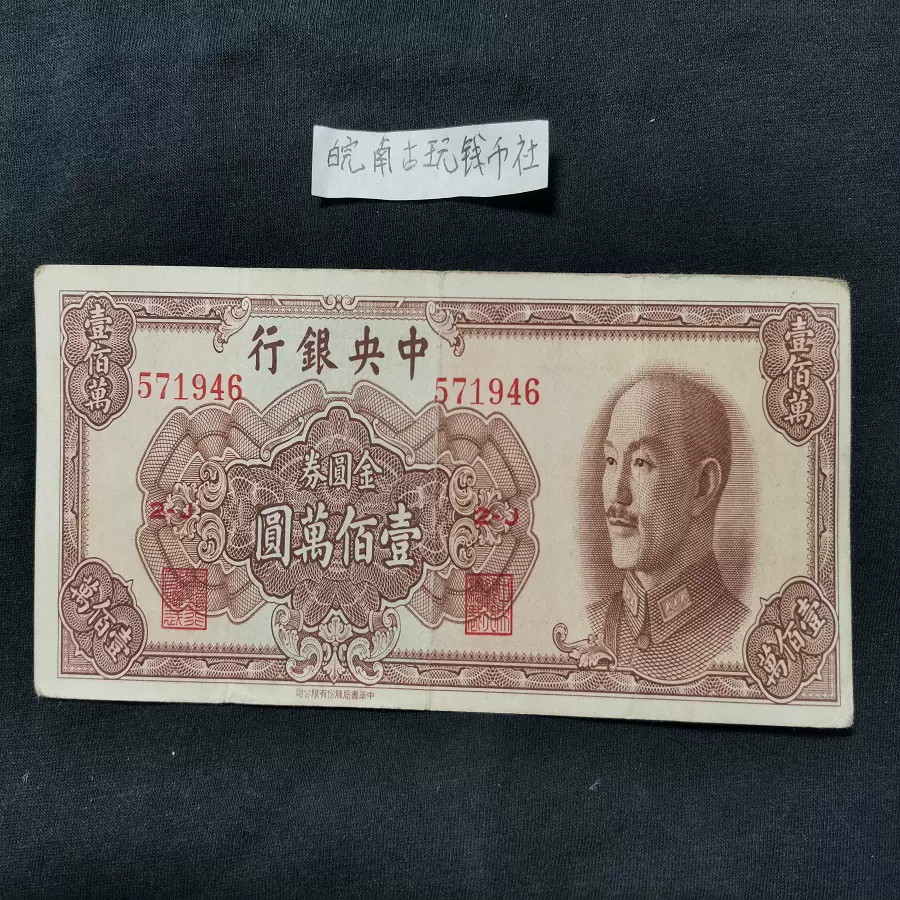 皖南古玩钱币社
中央銀行
壹佰萬
壹佰萬
571946
571946
金圓券
壹佰萬圓
2-J
2-J
壹佰萬
壹佰萬
中華書局股份有限公司